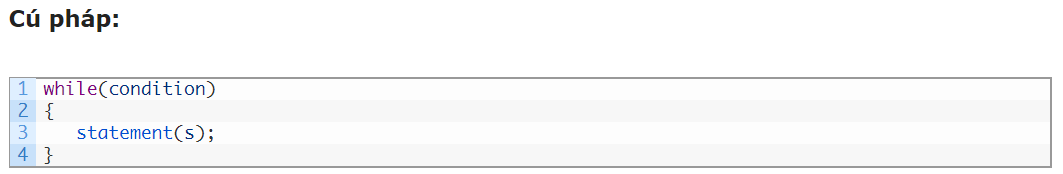 Cú pháp:
1 while(condition)
2 {
3    statement(s);
4 }